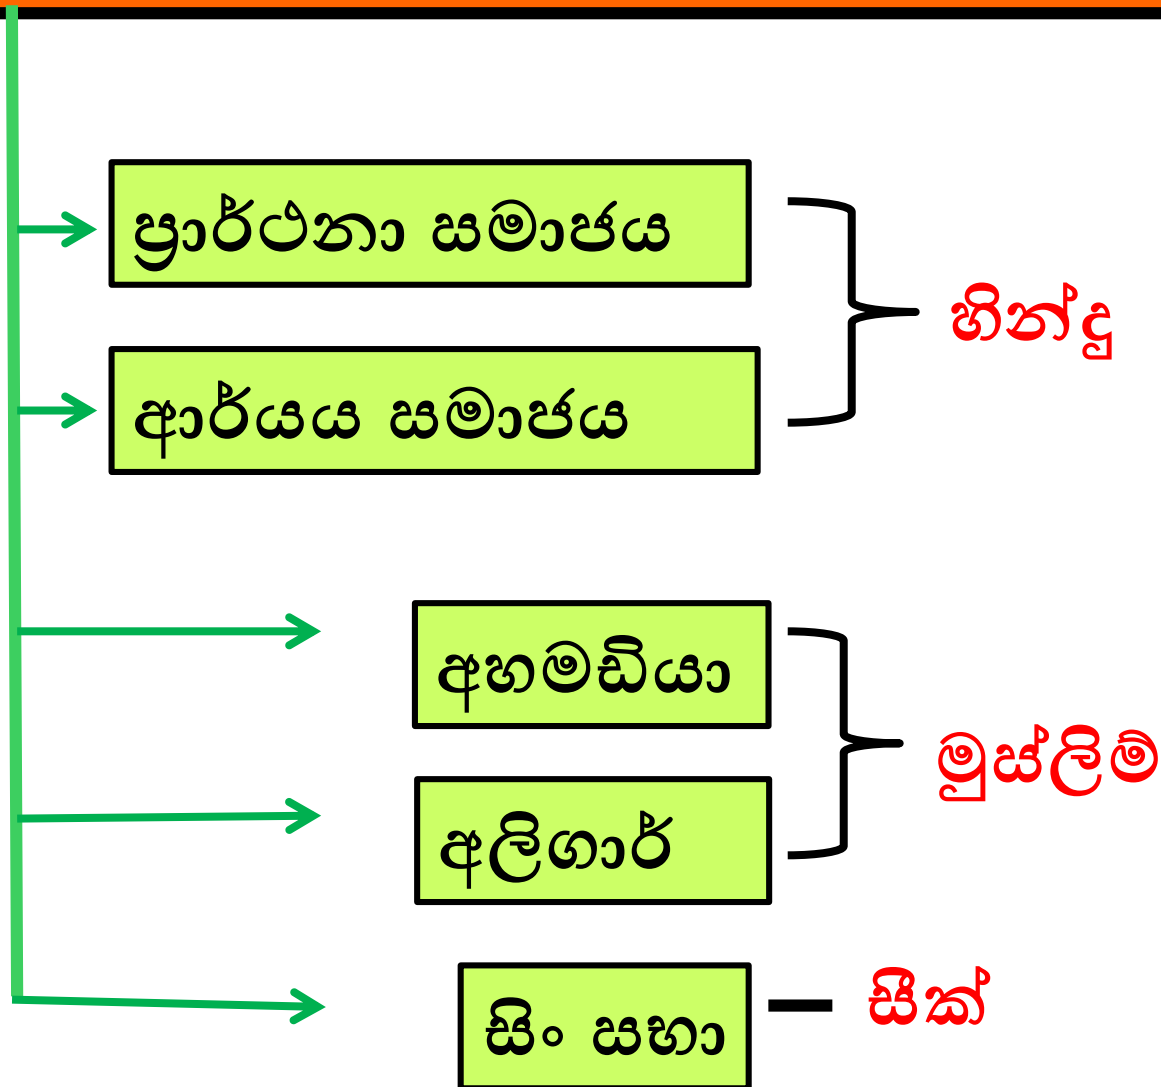 ප්‍රාර්ථනා සමාජය
හින්දු
ආර්යය සමාජය
අහමඩියා
මුස්ලිම්
අලිගාර්
සිං සභා
සීක්